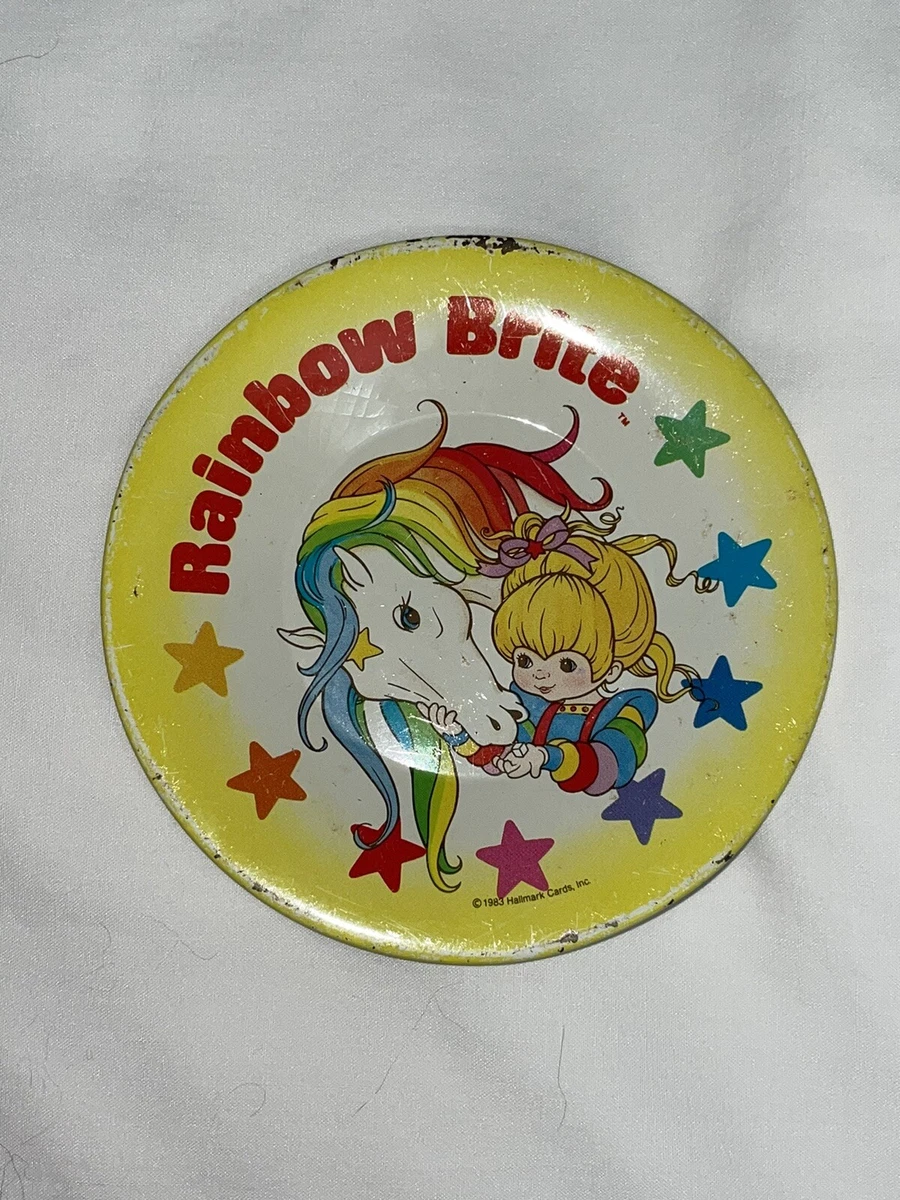 Rainbow Brite™
©1983 Hallmark Cards, Inc.